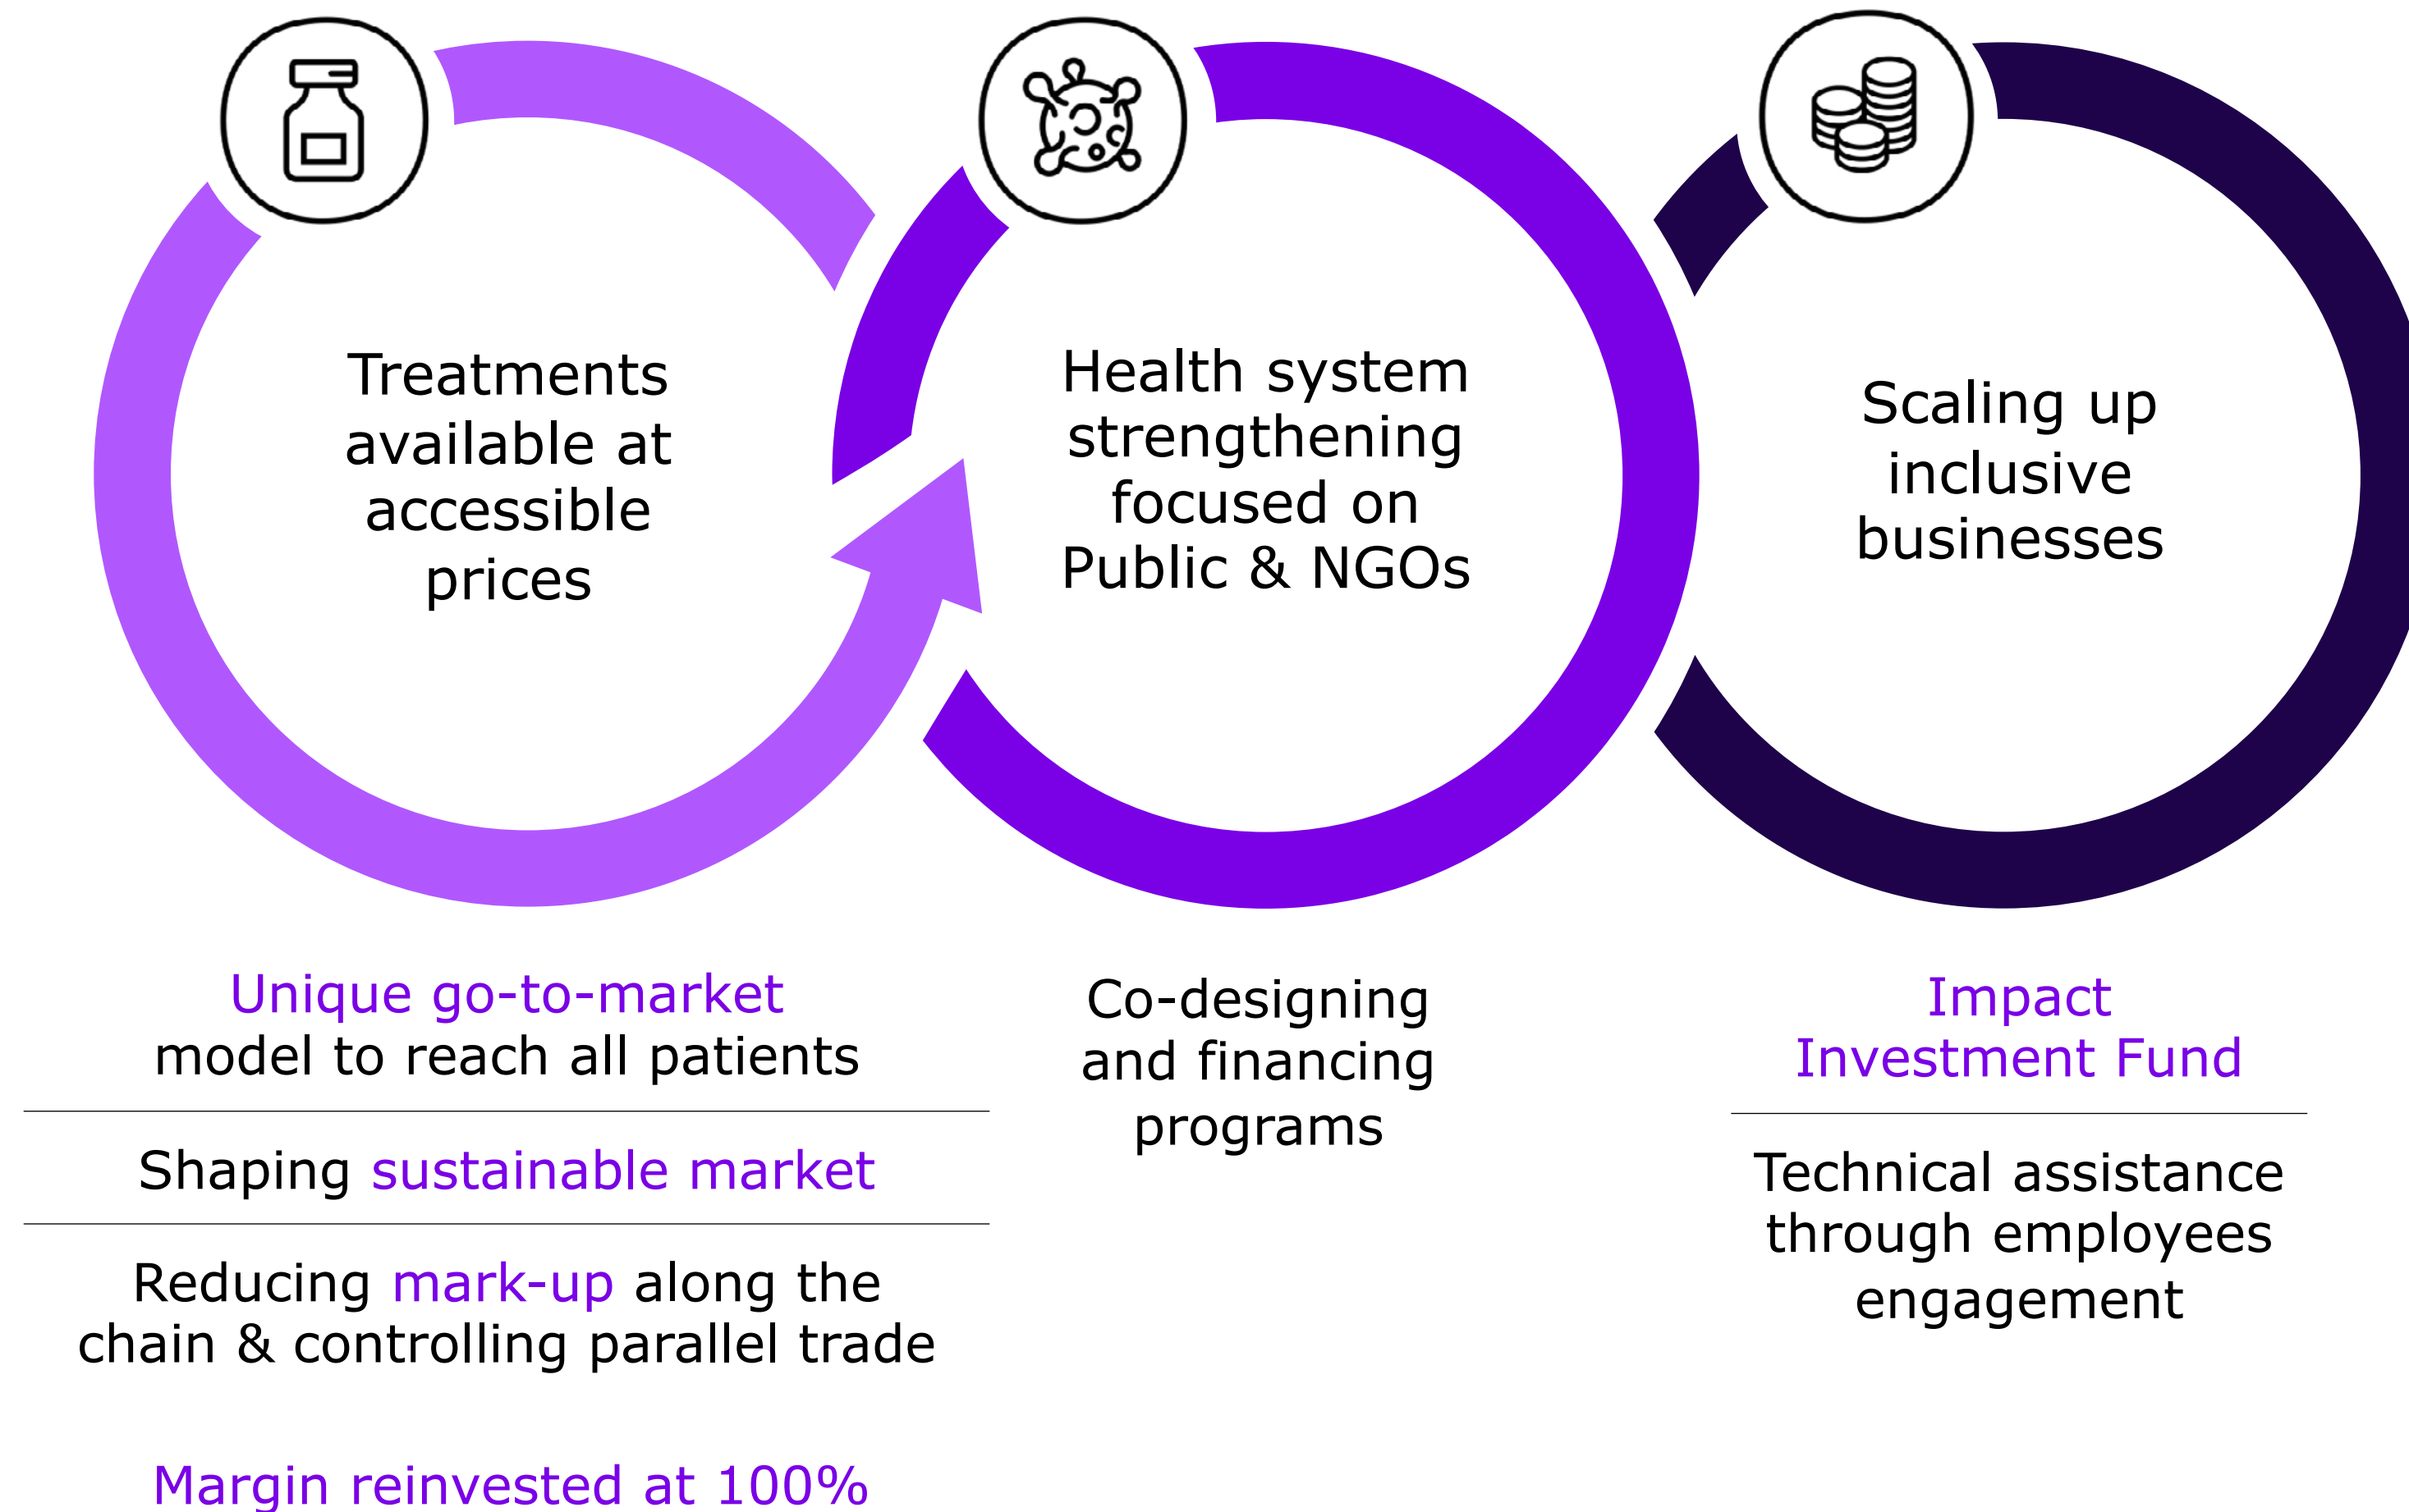 Treatments
available at
accessible
prices
Health system
strengthening
focused on
Public & NGOs
Scaling up
inclusive
businesses
Unique go-to-market
model to reach all patients
Shaping sustainable market
Reducing mark-up along the
chain & controlling parallel trade
Margin reinvested at 100%
Co-designing
and financing
programs
Impact
Investment Fund
Technical assistance
through employees
engagement